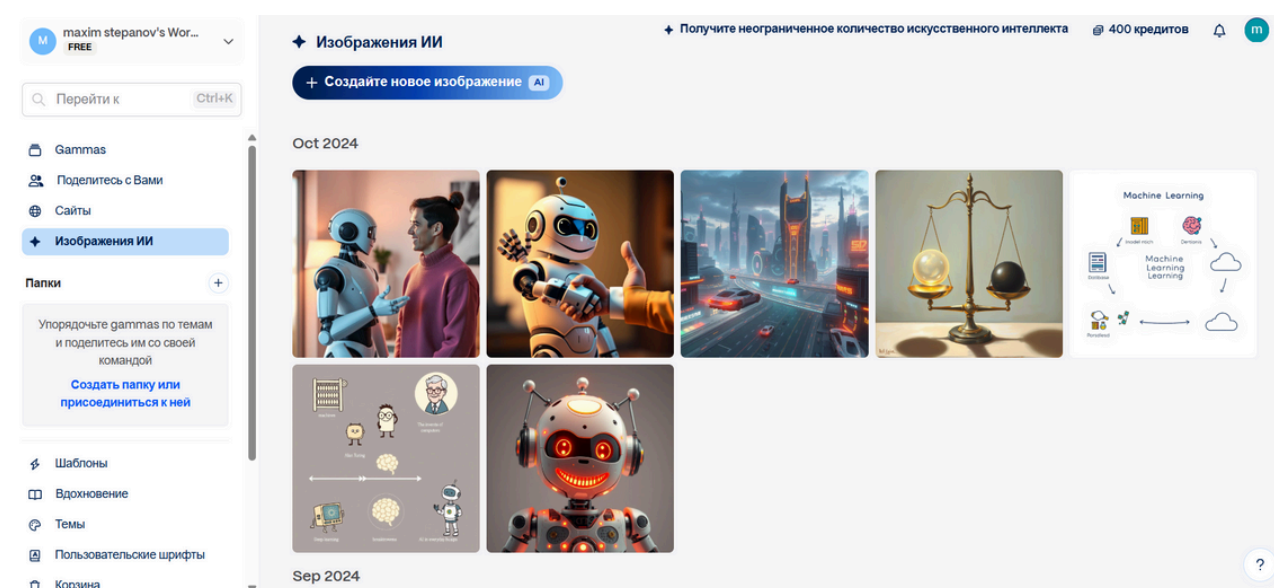 M
maxim stepanov's Wor...
FREE
Перейти к
Ctrl+K
Gammas
Поделитесь с Вами
Сайты
Изображения ИИ
Папки
+
Упорядочьте gammas по темам
и поделитесь им со своей
командой
Создать папку или
присоединиться к ней
Шаблоны
Вдохновение
Темы
Пользовательские шрифты
Корзина
Изображения ИИ
Получите неограниченное количество искусственного интеллекта
400 кредитов
m
+ Создайте новое изображение AI
Oct 2024
Machine Learning
Machine
Learning
Learning
Sep 2024
?